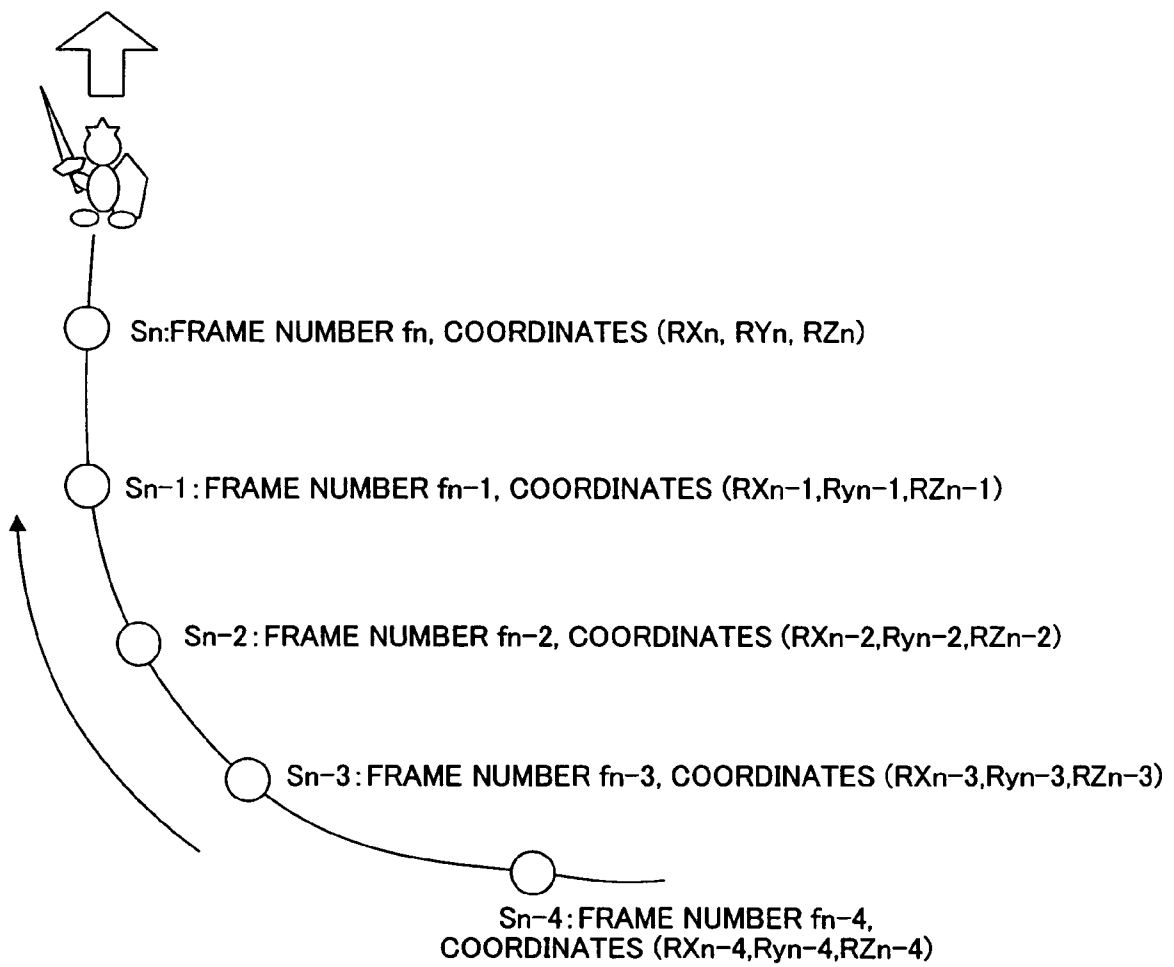 Sn:FRAME NUMBER fn, COORDINATES (RXn, RYn, RZn)
Sn-1:FRAME NUMBER fn-1, COORDINATES (RXn-1,Ryn-1,RZn-1)
Sn-2:FRAME NUMBER fn-2, COORDINATES (RXn-2,Ryn-2,RZn-2)
Sn-3:FRAME NUMBER fn-3, COORDINATES (RXn-3,Ryn-3,RZn-3)
Sn-4:FRAME NUMBER fn-4,
COORDINATES (RXn-4,Ryn-4,RZn-4)